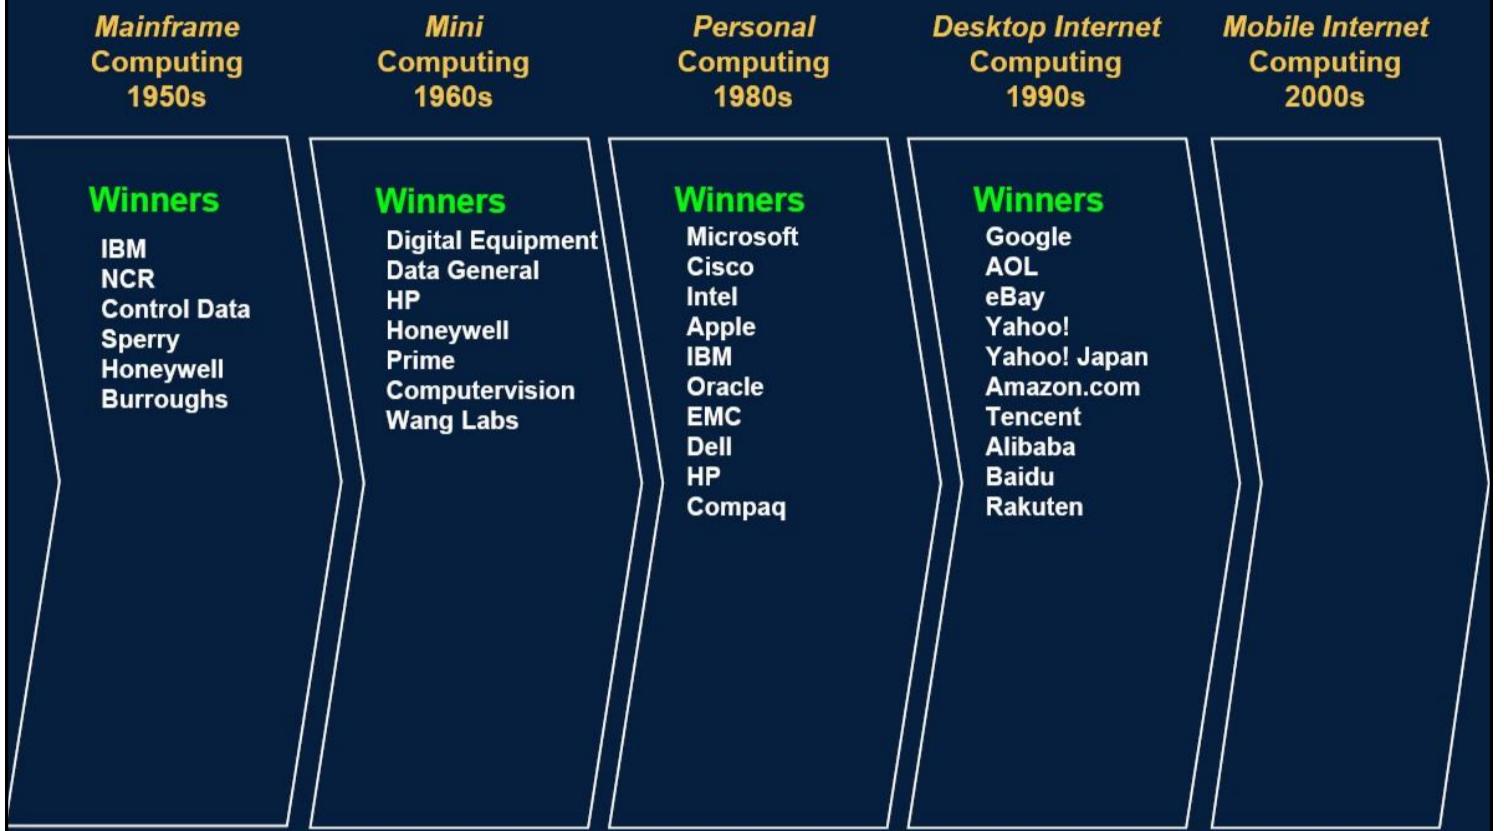 Mainframe
Computing
1950s
Mini
Computing
1960s
Personal
Computing
1980s
Desktop Internet
Computing
1990s
Mobile Internet
Computing
2000s
Winners
IBM
NCR
Control Data
Sperry
Honeywell
Burroughs
Winners
Digital Equipment
Data General
HP
Honeywell
Prime
Computervision
Wang Labs
Winners
Microsoft
Cisco
Intel
Apple
IBM
Oracle
EMC
Dell
HP
Compaq
Winners
Google
AOL
eBay
Yahoo!
Yahoo! Japan
Amazon.com
Tencent
Alibaba
Baidu
Rakuten